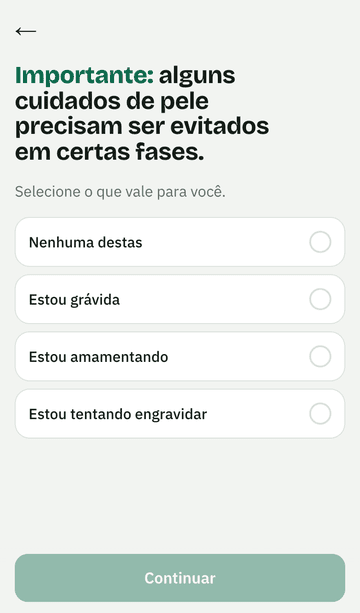 Importante: alguns
cuidados de pele
precisam ser evitados
em certas fases.
Selecione o que vale para você.
Nenhuma destas
Estou grávida
Estou amamentando
Estou tentando engravidar
Continuar